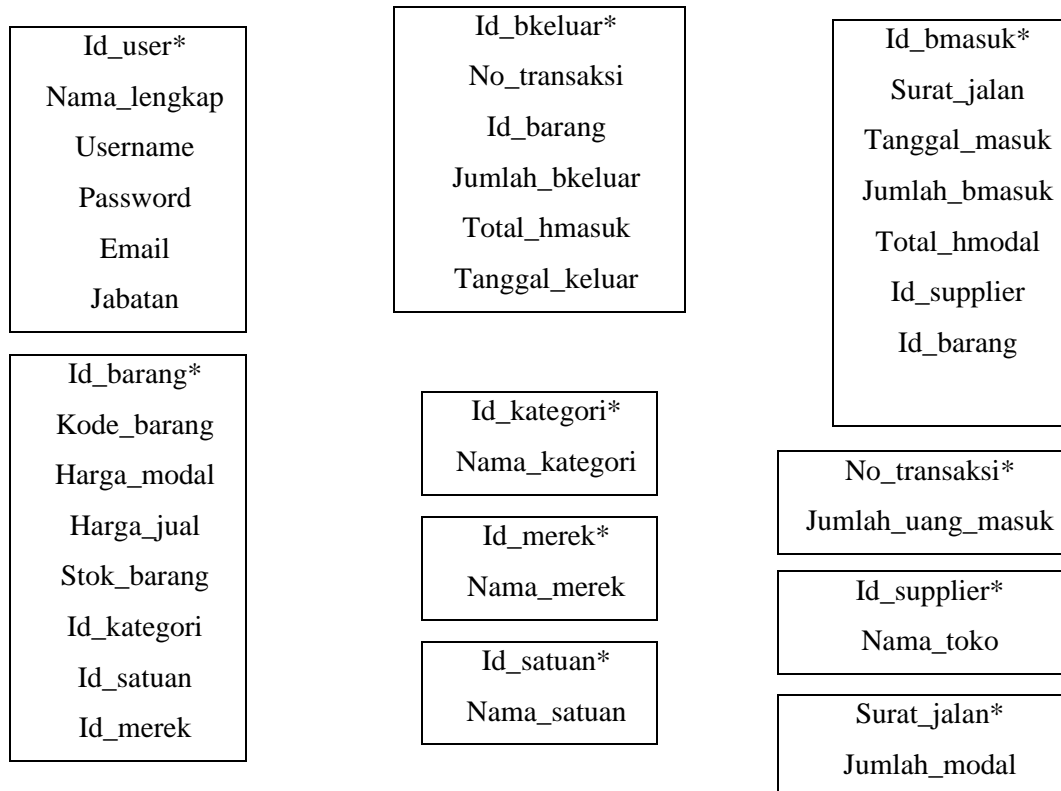 Id_user*
Nama_lengkap
Username
Password
Email
Jabatan
Id_bkeluar*
No_transaksi
Id_barang
Jumlah_bkeluar
Total_hmasuk
Tanggal_keluar
Id_bmasuk*
Surat_jalan
Tanggal_masuk
Jumlah_bmasuk
Total_hmodal
Id_supplier
Id_barang
Id_barang*
Kode_barang
Harga_modal
Harga_jual
Stok_barang
Id_kategori
Id_satuan
Id_merek
Id_kategori*
Nama_kategori
Id_merek*
Nama_merek
Id_satuan*
Nama_satuan
No_transaksi*
Jumlah_uang_masuk
Id_supplier*
Nama_toko
Surat_jalan*
Jumlah_modal